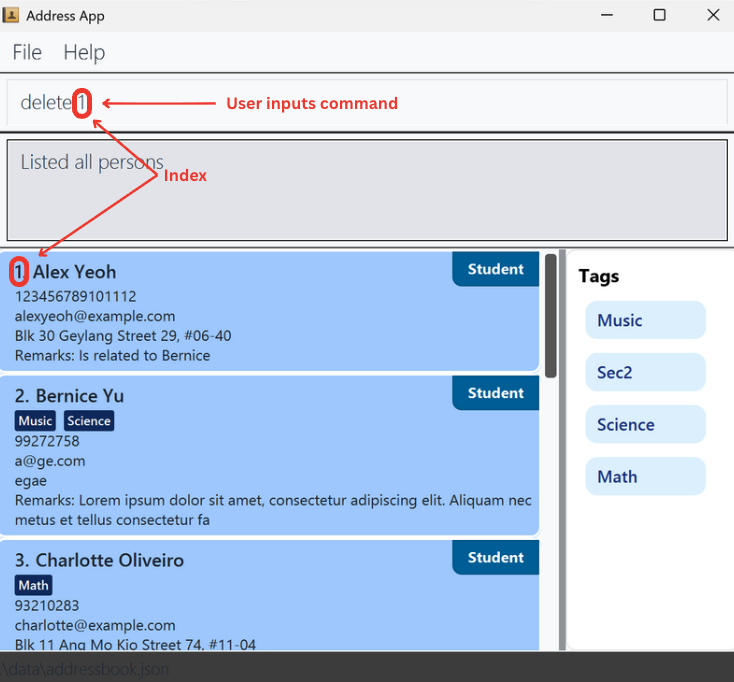 Address App
File Help
delete 1
User inputs command
Listed all persons
Index
1. Alex Yeoh
Student
123456789101112
alexyeoh@example.com
Blk 30 Geylang Street 29, #06-40
Remarks: Is related to Bernice
2. Bernice Yu
Student
Music Science
99272758
a@ge.com
egae
Remarks: Lorem ipsum dolor sit amet, consectetur adipiscing elit. Aliquam nec
metus et tellus consectetur fa
3. Charlotte Oliveiro
Student
Math
93210283
charlotte@example.com
Blk 11 Ang Mo Kio Street 74, #11-04
Tags
Music
Sec2
Science
Math
.\data\addressbook.json